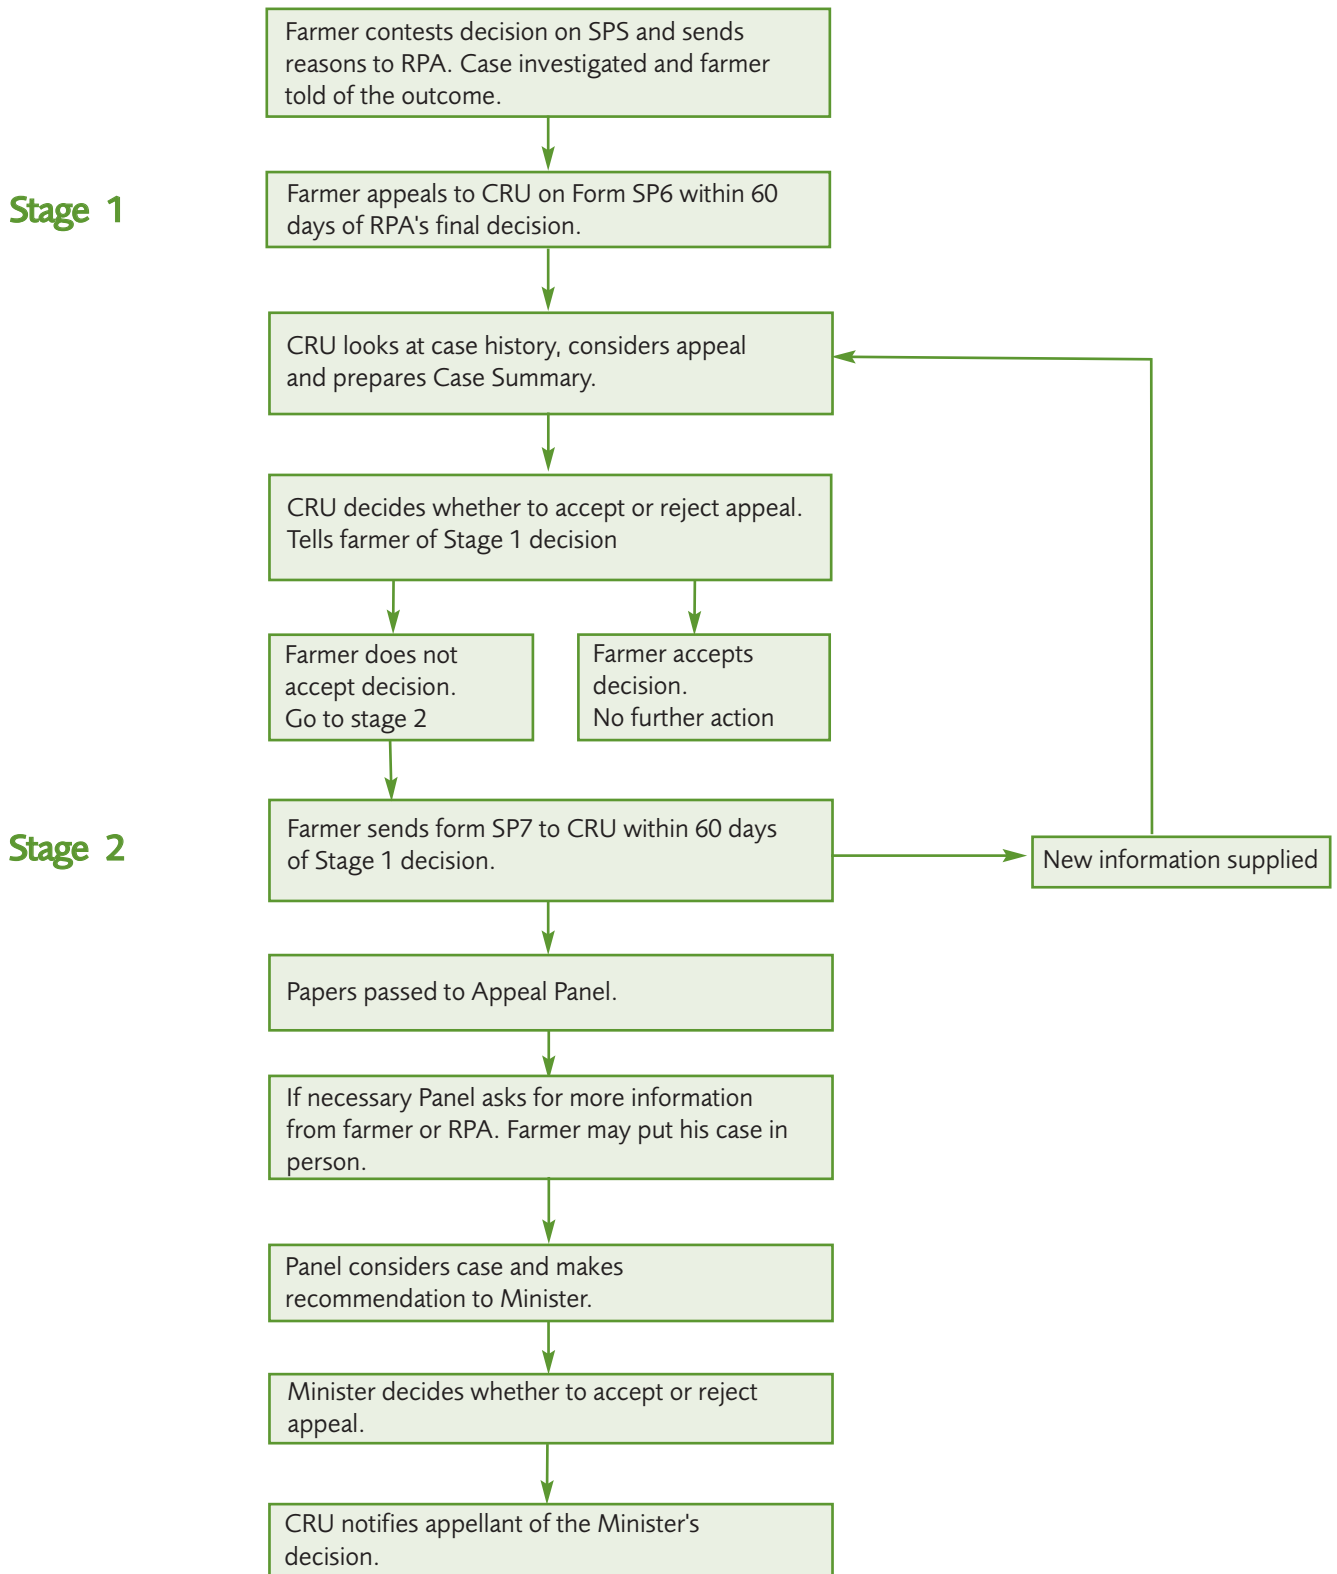 Farmer contests decision on SPS and sends
reasons to RPA. Case investigated and farmer
told of the outcome.
Stage 1
Farmer appeals to CRU on Form SP6 within 60
days of RPA's final decision.
CRU looks at case history, considers appeal
and prepares Case Summary.
CRU decides whether to accept or reject appeal.
Tells farmer of Stage 1 decision
Farmer does not
accept decision.
Go to stage 2
Farmer accepts
decision.
No further action
Stage 2
Farmer sends form SP7 to CRU within 60 days
of Stage 1 decision.
New information supplied
Papers passed to Appeal Panel.
If necessary Panel asks for more information
from farmer or RPA. Farmer may put his case in
person.
Panel considers case and makes
recommendation to Minister.
Minister decides whether to accept or reject
appeal.
CRU notifies appellant of the Minister's
decision.